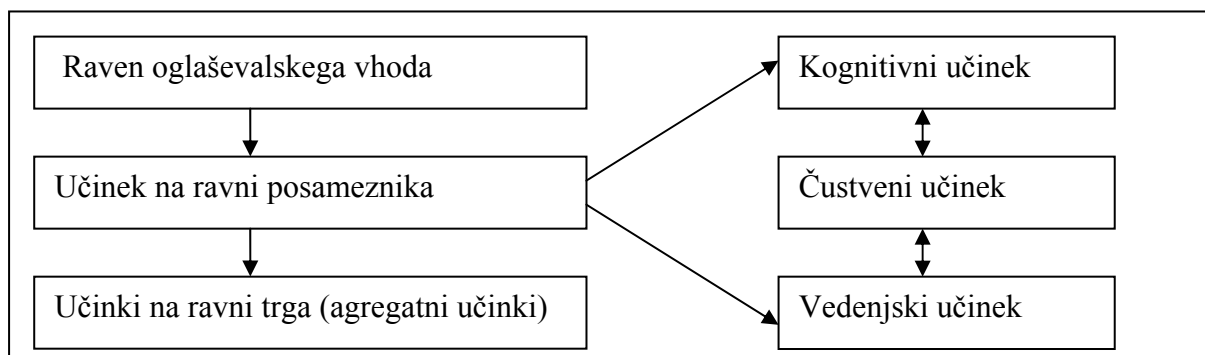 Raven oglaševalskega vhoda
Učinek na ravni posameznika
Učinki na ravni trga (agregatni učinki)
Kognitivni učinek
Čustveni učinek
Vedenjski učinek